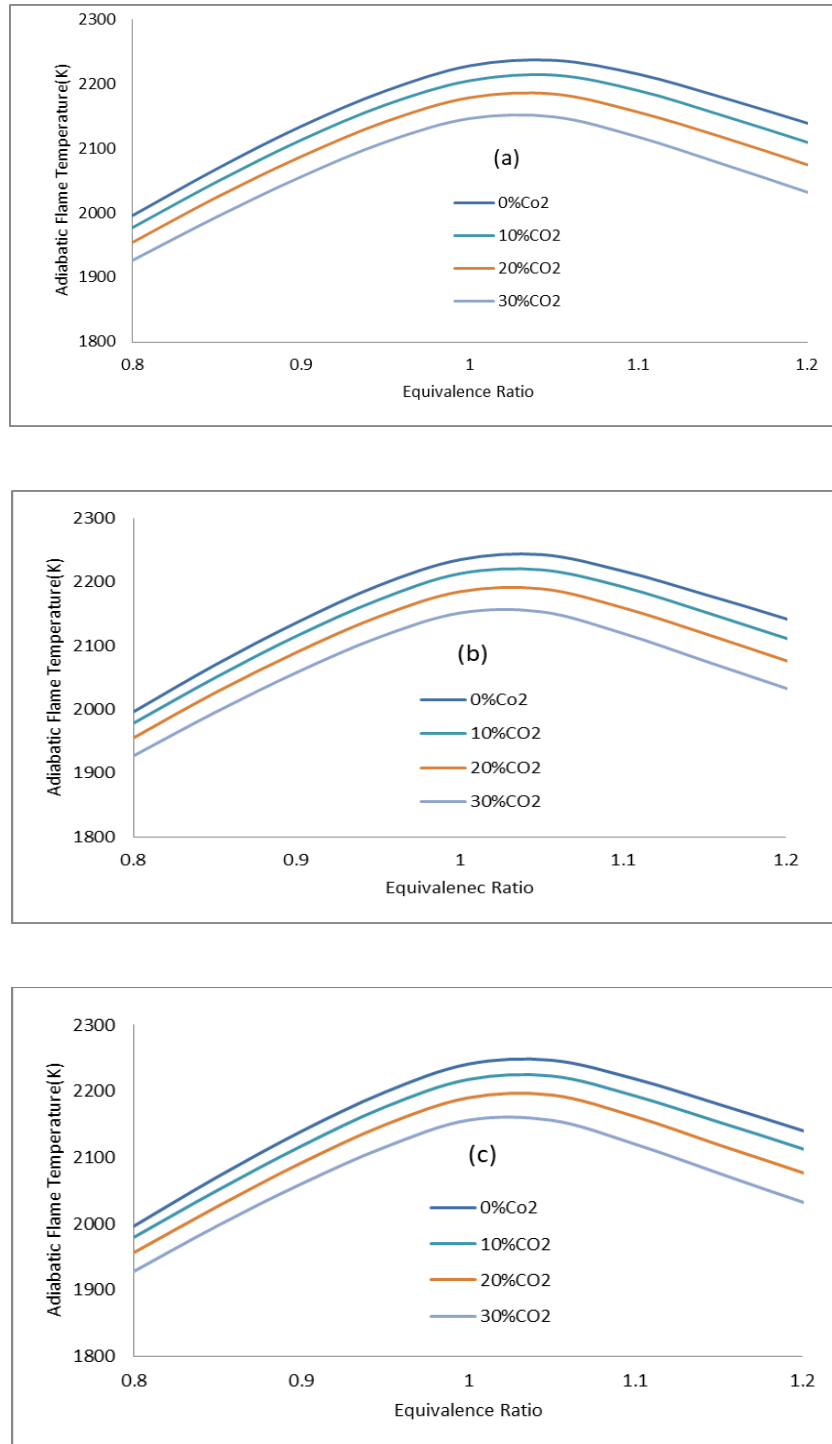 2300
2200
2100
2000
1900
1800
Adiabatic Flame Temperature(K)
(a)
0%Co2
10%CO2
20%CO2
30%CO2
0.8 0.9 1 1.1 1.2
Equivalence Ratio
2300
2200
2100
2000
1900
1800
Adiabatic Flame Temperature(K)
(b)
0%Co2
10%CO2
20%CO2
30%CO2
0.8 0.9 1 1.1 1.2
Equivalenec Ratio
2300
2200
2100
2000
1900
1800
Adiabatic Flame Temperature(K)
(c)
0%Co2
10%CO2
20%CO2
30%CO2
0.8 0.9 1 1.1 1.2
Equivalence Ratio